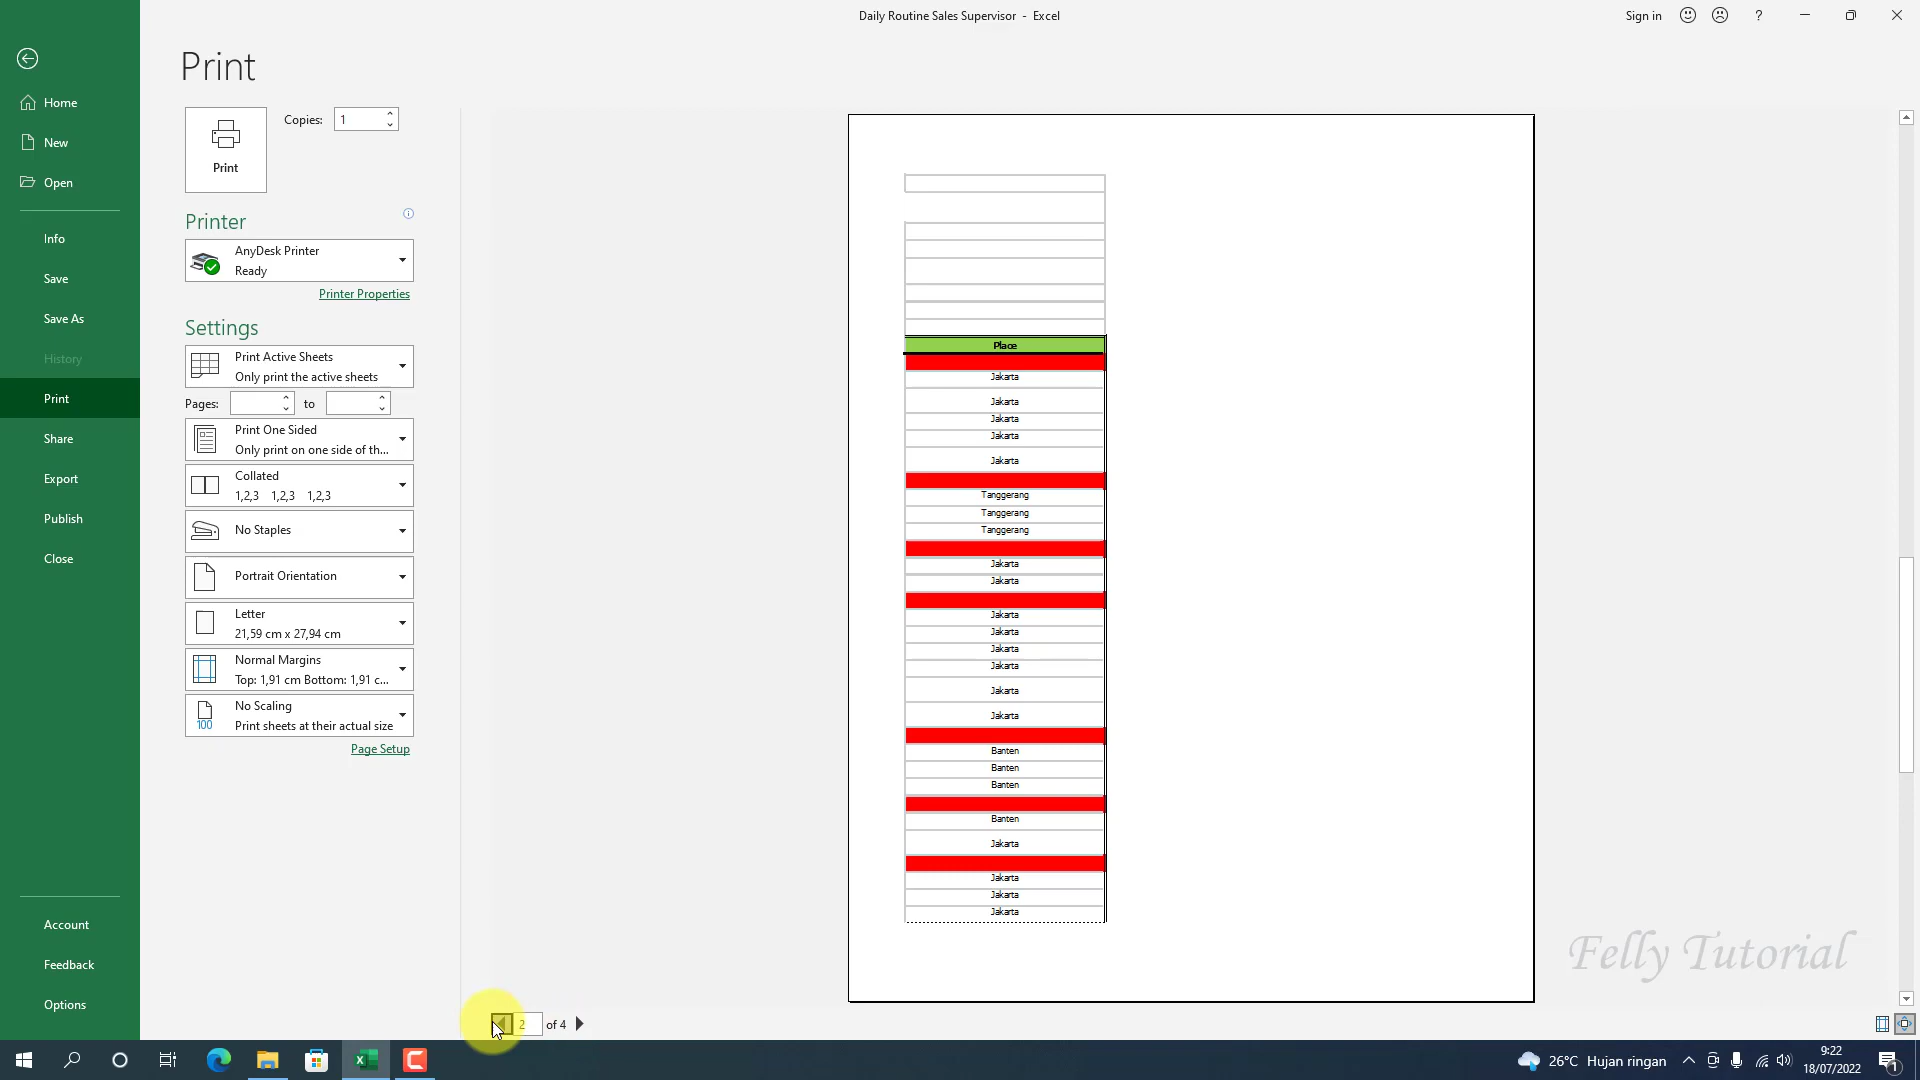 Daily Routine Sales Supervisor - Excel
Sign in
?
Print
Home
New
Open
Info
Save
Save As
History
Print
Share
Export
Publish
Close
Account
Feedback
Options
Print
Copies: 1
Printer
AnyDesk Printer
Ready
Printer Properties
Settings
Print Active Sheets
Only print the active sheets
Pages: to
Print One Sided
Only print on one side of th...
Collated
1,2,3 1,2,3 1,2,3
No Staples
Portrait Orientation
Letter
21,59 cm x 27,94 cm
Normal Margins
Top: 1,91 cm Bottom: 1,91 c...
No Scaling
100
Print sheets at their actual size
Page Setup
Place
Jakarta
Jakarta
Jakarta
Jakarta
Jakarta
Tanggerang
Tanggerang
Tanggerang
Jakarta
Jakarta
Jakarta
Jakarta
Jakarta
Jakarta
Jakarta
Jakarta
Banten
Banten
Banten
Banten
Jakarta
Jakarta
Jakarta
Jakarta
Felly Tutorial
2 of 4
26°C Hujan ringan
9:22
18/07/2022
1